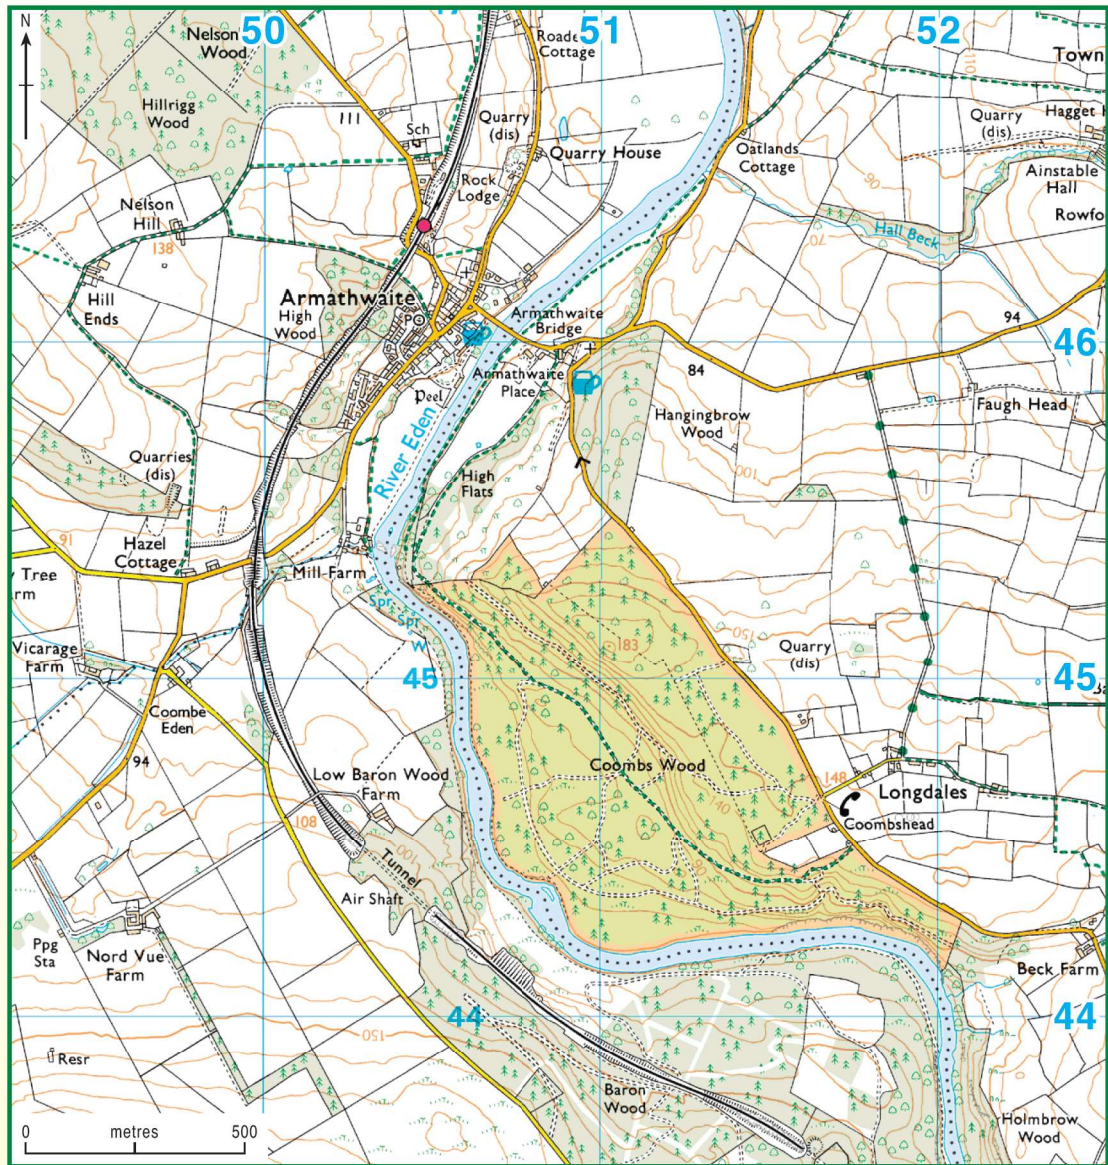 N
50
51
52
Nelson
Wood
Roade
Cottage
Town
Hillrigg
Wood
111
Sch
Quarry
(dis)
110
Quarry
(dis)
Hagget
Quarry House
Oatlands
Cottage
Ainstable
Hall
Rock
Lodge
90
Nelson
Hill
Rowfo
138
70
Hall Beck
Hill
Ends
Armathwaite
High
Wood
P
Armathwaite
Bridge
94
46
46
Armathwaite
Place
84
Peel
Faugh Head
Hangingbrow
Wood
River Eden
100
Quarries
(dis)
High
Flats
91
Hazel
Cottage
Mill Farm
Tree
rm
Spr
Spr
W
150
183
Vicarage
Farm
Quarry
(dis)
45
45
Coombe
Eden
94
Low Baron Wood
Farm
Coombs Wood
148
Longdales
140
Coombshead
108
100
90
Tunnel
Air Shaft
Ppg
Sta
Nord Vue
Farm
Beck Farm
44
44
150
Resr
Baron
Wood
Holmbrow
Wood
0 metres 500